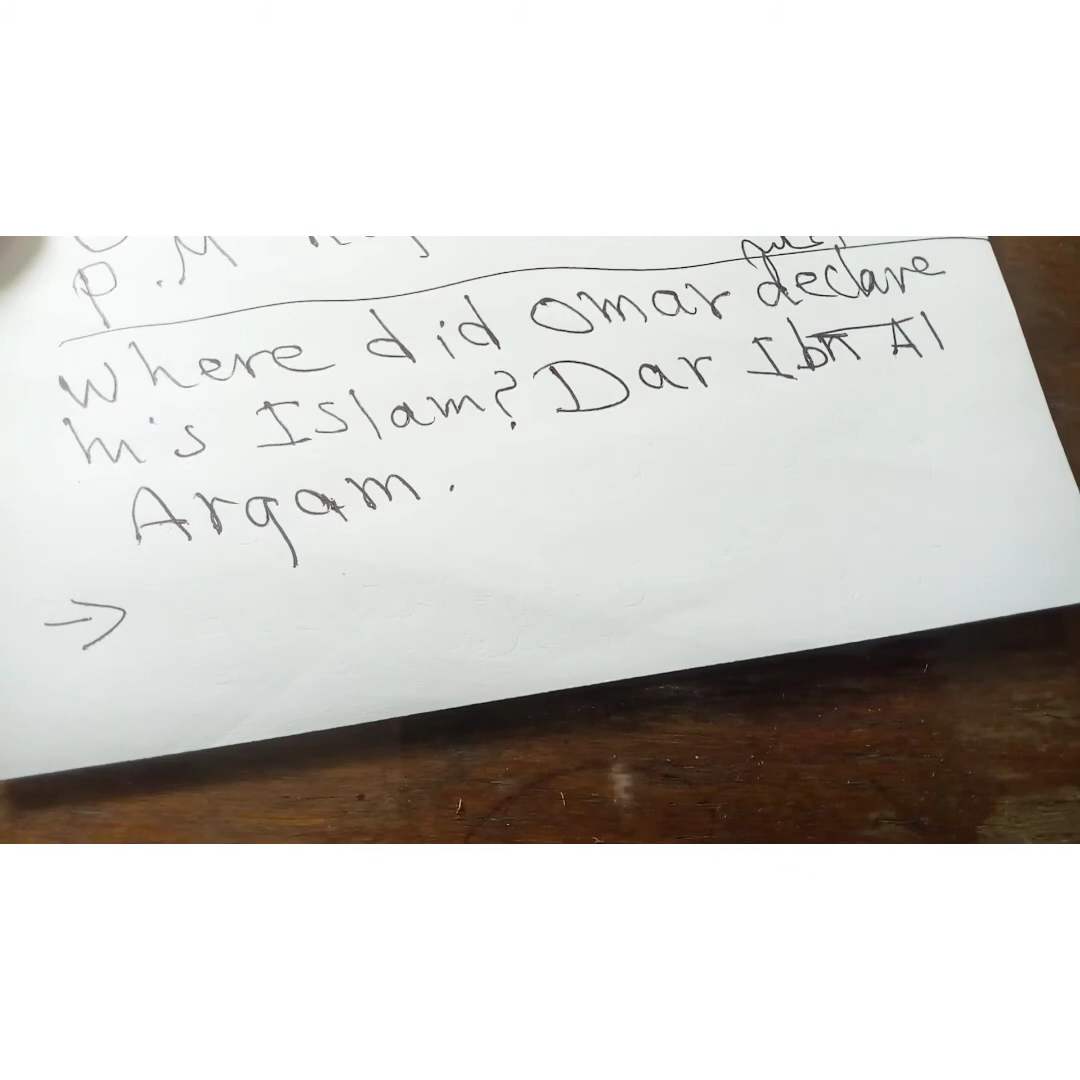 P.M
Where did Omar declare
his Islam? Dar Ibn Al
Arqam.
→